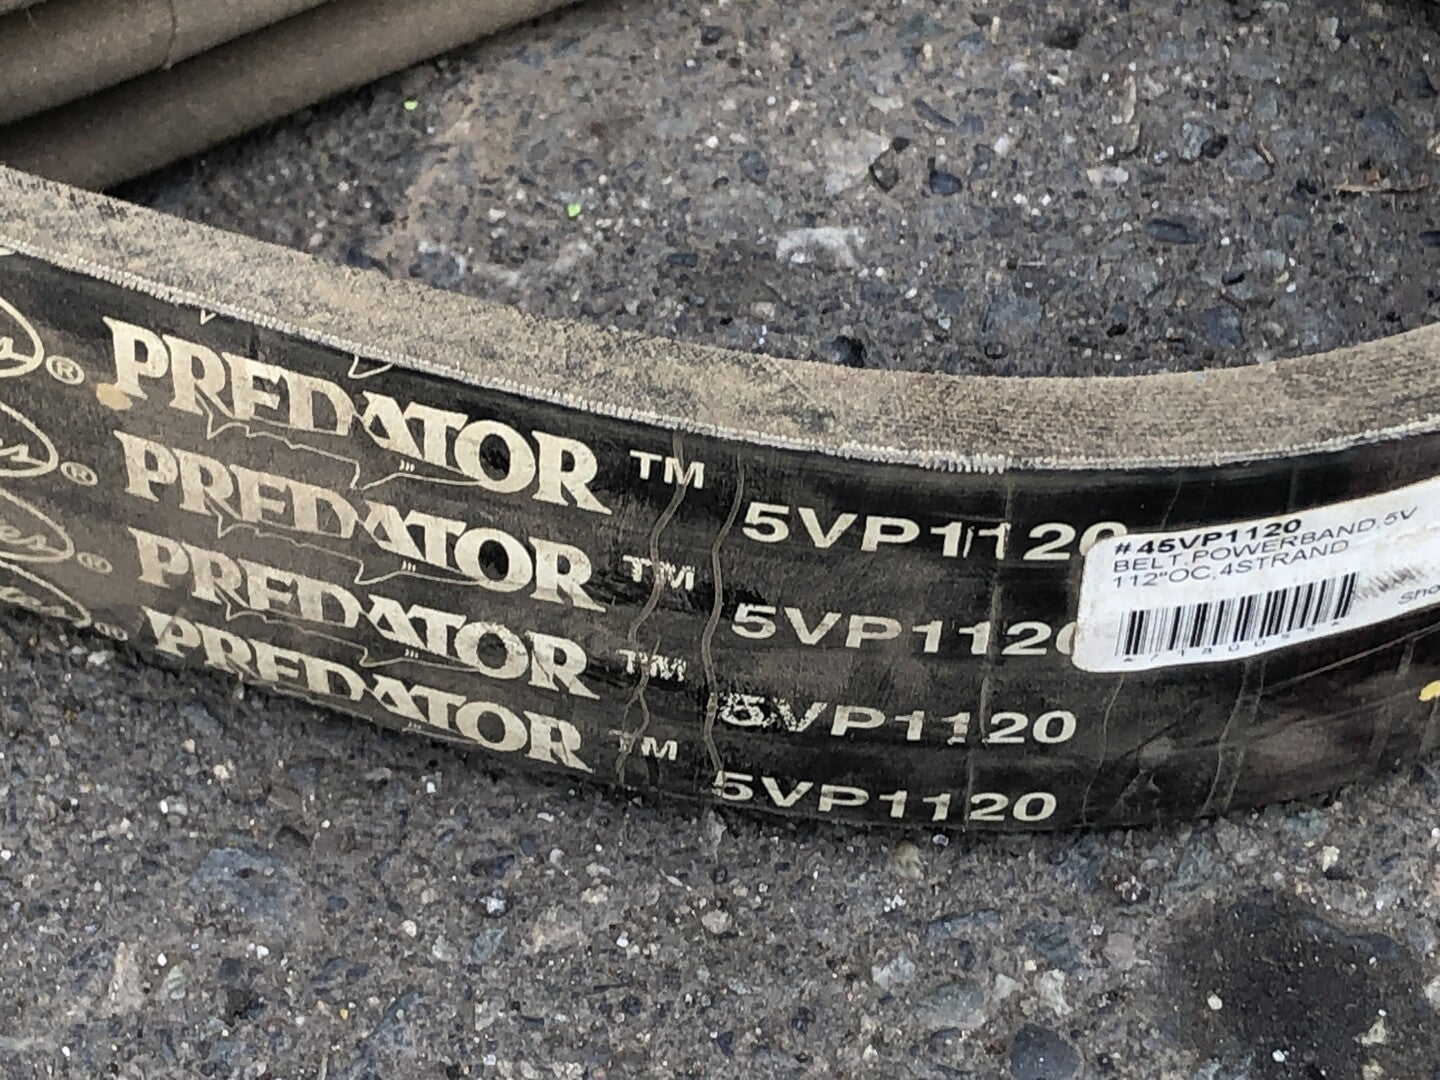 ® PREDATOR ™ 5VP1120
® PREDATOR ™ 5VP1120
® PREDATOR ™ 5VP1120
® PREDATOR ™ 5VP1120
#45VP1120
BELT,POWERBAND,5V
112"OC,4STRAND